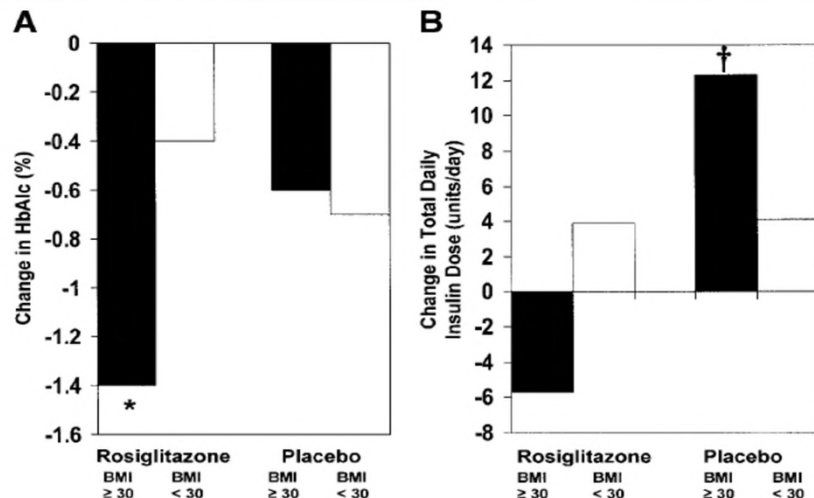 A
Change in HbAlc (%)
0
-0.2
-0.4
-0.6
-0.8
-1
-1.2
-1.4
-1.6
*
Rosiglitazone Placebo
BMI BMI BMI BMI
≥ 30 < 30 ≥ 30 < 30
B
Change in Total Daily
Insulin Dose (units/day)
14
12
10
8
6
4
2
0
-2
-4
-6
-8
†
Rosiglitazone Placebo
BMI BMI BMI BMI
≥ 30 < 30 ≥ 30 < 30